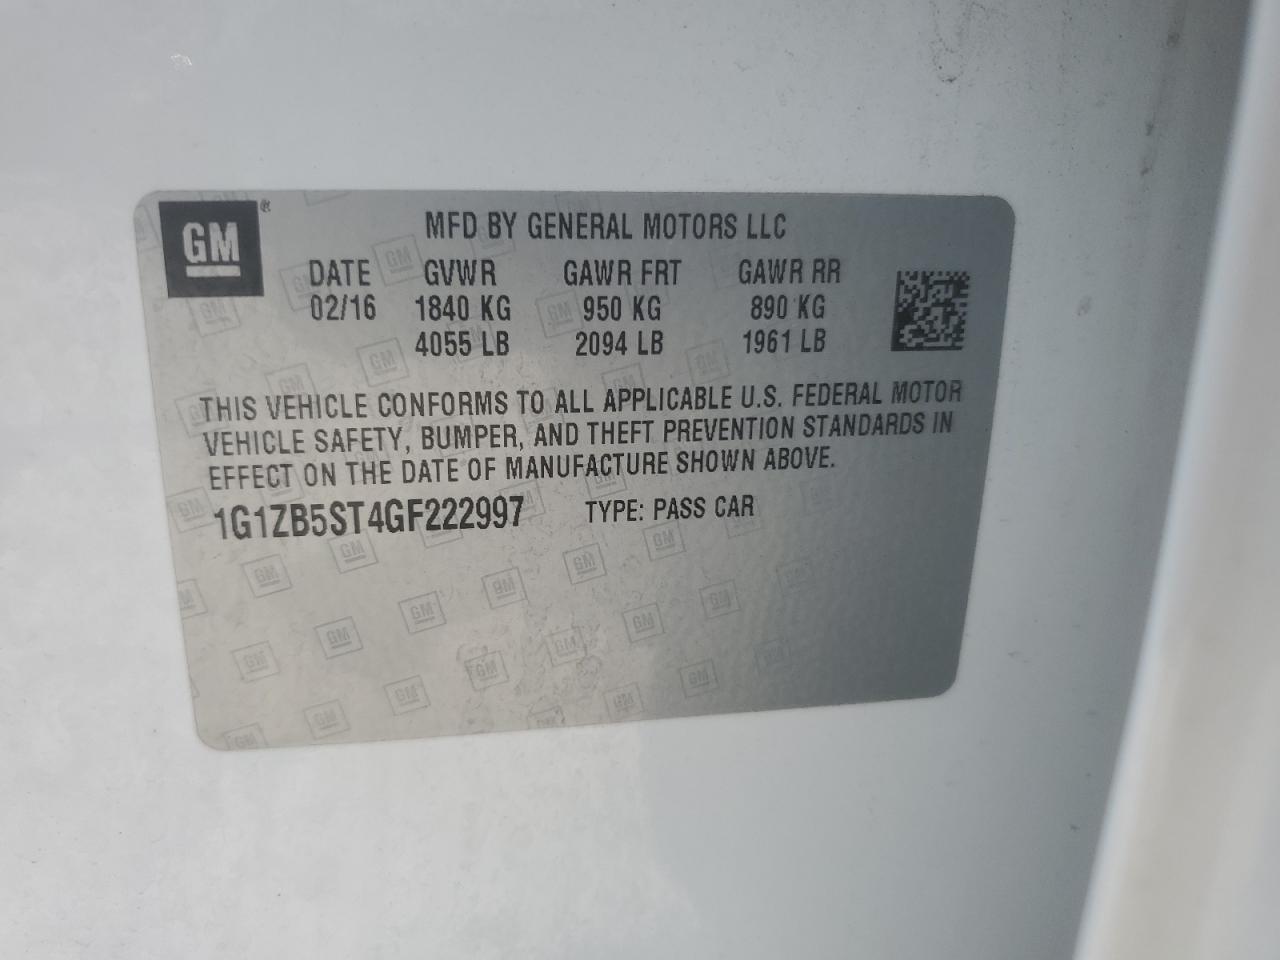 GM®
MFD BY GENERAL MOTORS LLC
DATE GVWR GAWR FRT GAWR RR
02/16 1840 KG 950 KG 890 KG
4055 LB 2094 LB 1961 LB
THIS VEHICLE CONFORMS TO ALL APPLICABLE U.S. FEDERAL MOTOR
VEHICLE SAFETY, BUMPER, AND THEFT PREVENTION STANDARDS IN
EFFECT ON THE DATE OF MANUFACTURE SHOWN ABOVE.
1G1ZB5ST4GF222997 TYPE: PASS CAR